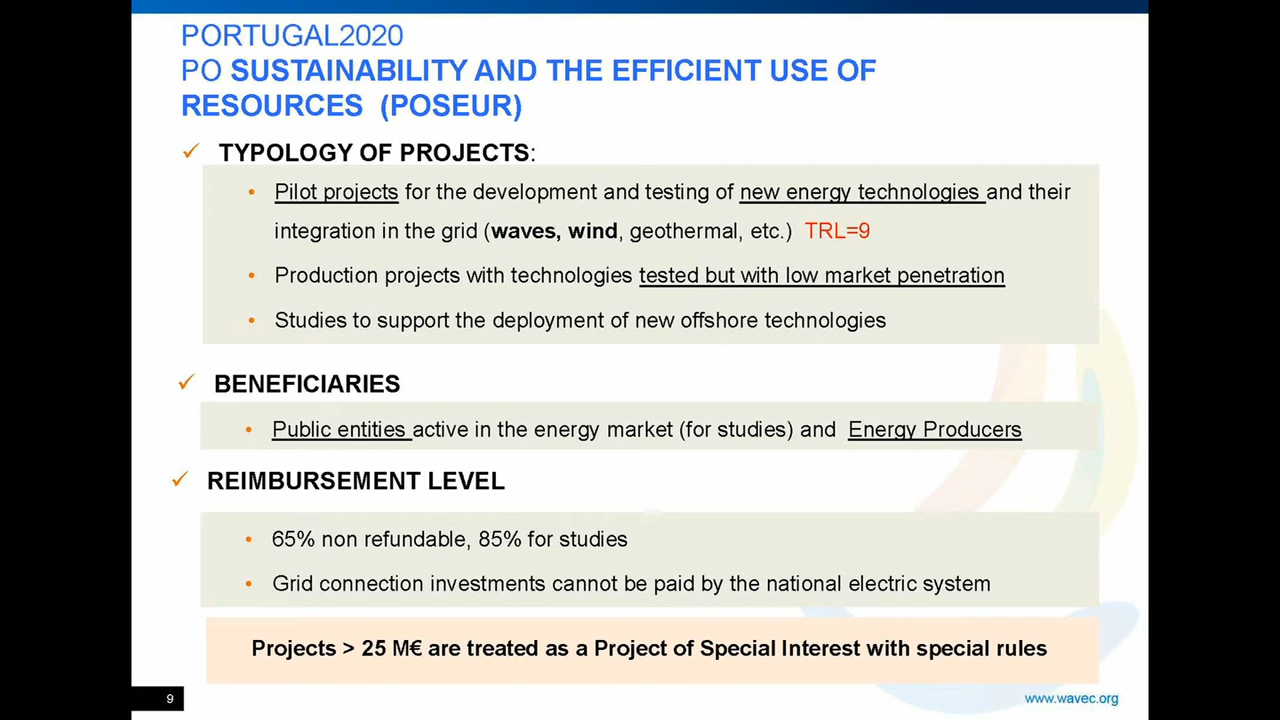 PORTUGAL2020
PO SUSTAINABILITY AND THE EFFICIENT USE OF
RESOURCES (POSEUR)
✓ TYPOLOGY OF PROJECTS:
• Pilot projects for the development and testing of new energy technologies and their
integration in the grid (waves, wind, geothermal, etc.) TRL=9
• Production projects with technologies tested but with low market penetration
• Studies to support the deployment of new offshore technologies
✓ BENEFICIARIES
• Public entities active in the energy market (for studies) and Energy Producers
✓ REIMBURSEMENT LEVEL
• 65% non refundable, 85% for studies
• Grid connection investments cannot be paid by the national electric system
Projects > 25 M€ are treated as a Project of Special Interest with special rules
9
www.wavec.org